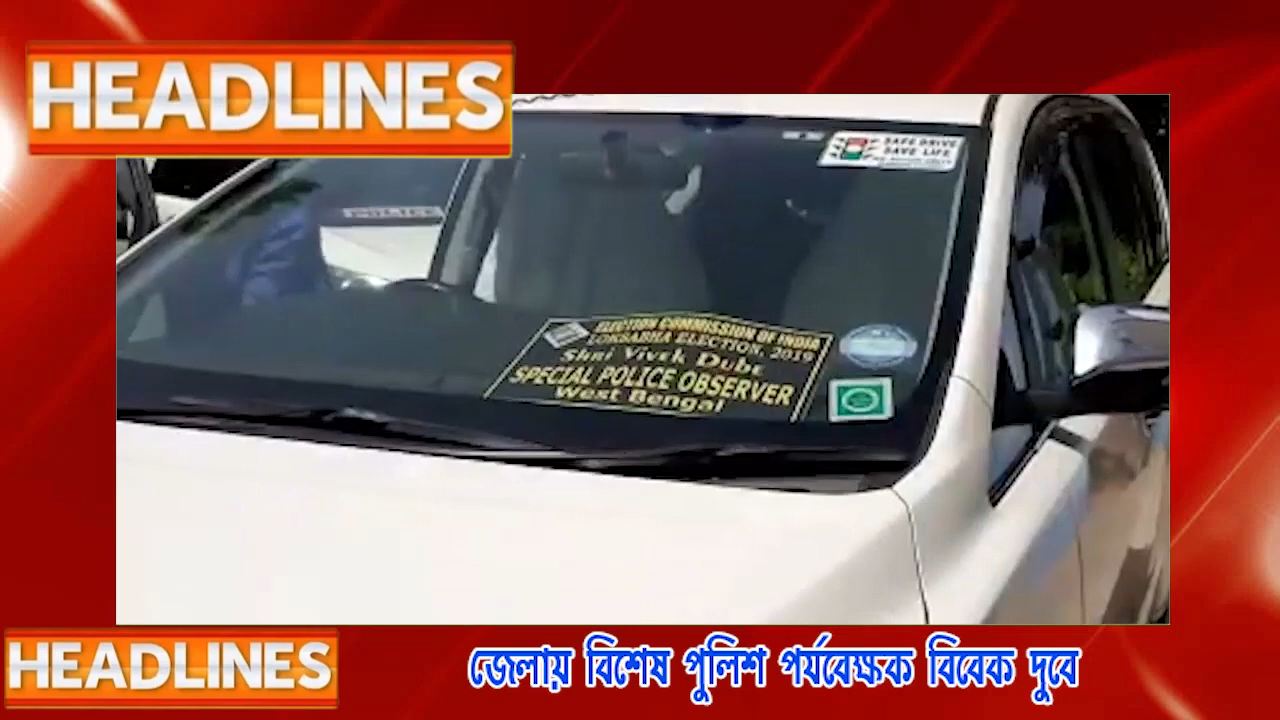 HEADLINES
SAFE DRIVE
SAVE LIFE
POLICE
ELECTION COMMISSION OF INDIA
LOKSABHA ELECTION, 2019
Shri Vivek Dube
SPECIAL POLICE OBSERVER
West Bengal
HEADLINES
জেলায় বিশেষ পুলিশ পর্যবেক্ষক বিবেক দুবে